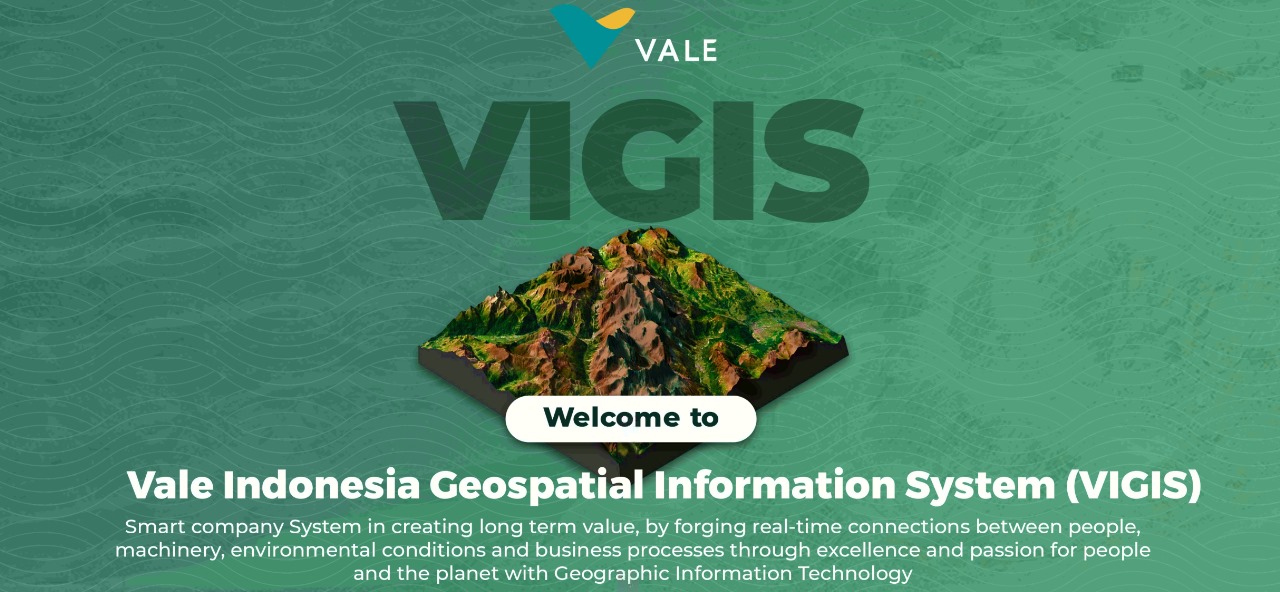 VALE
VIGIS
Welcome to
Vale Indonesia Geospatial Information System (VIGIS)
Smart company System in creating long term value, by forging real-time connections between people,
machinery, environmental conditions and business processes through excellence and passion for people
and the planet with Geographic Information Technology